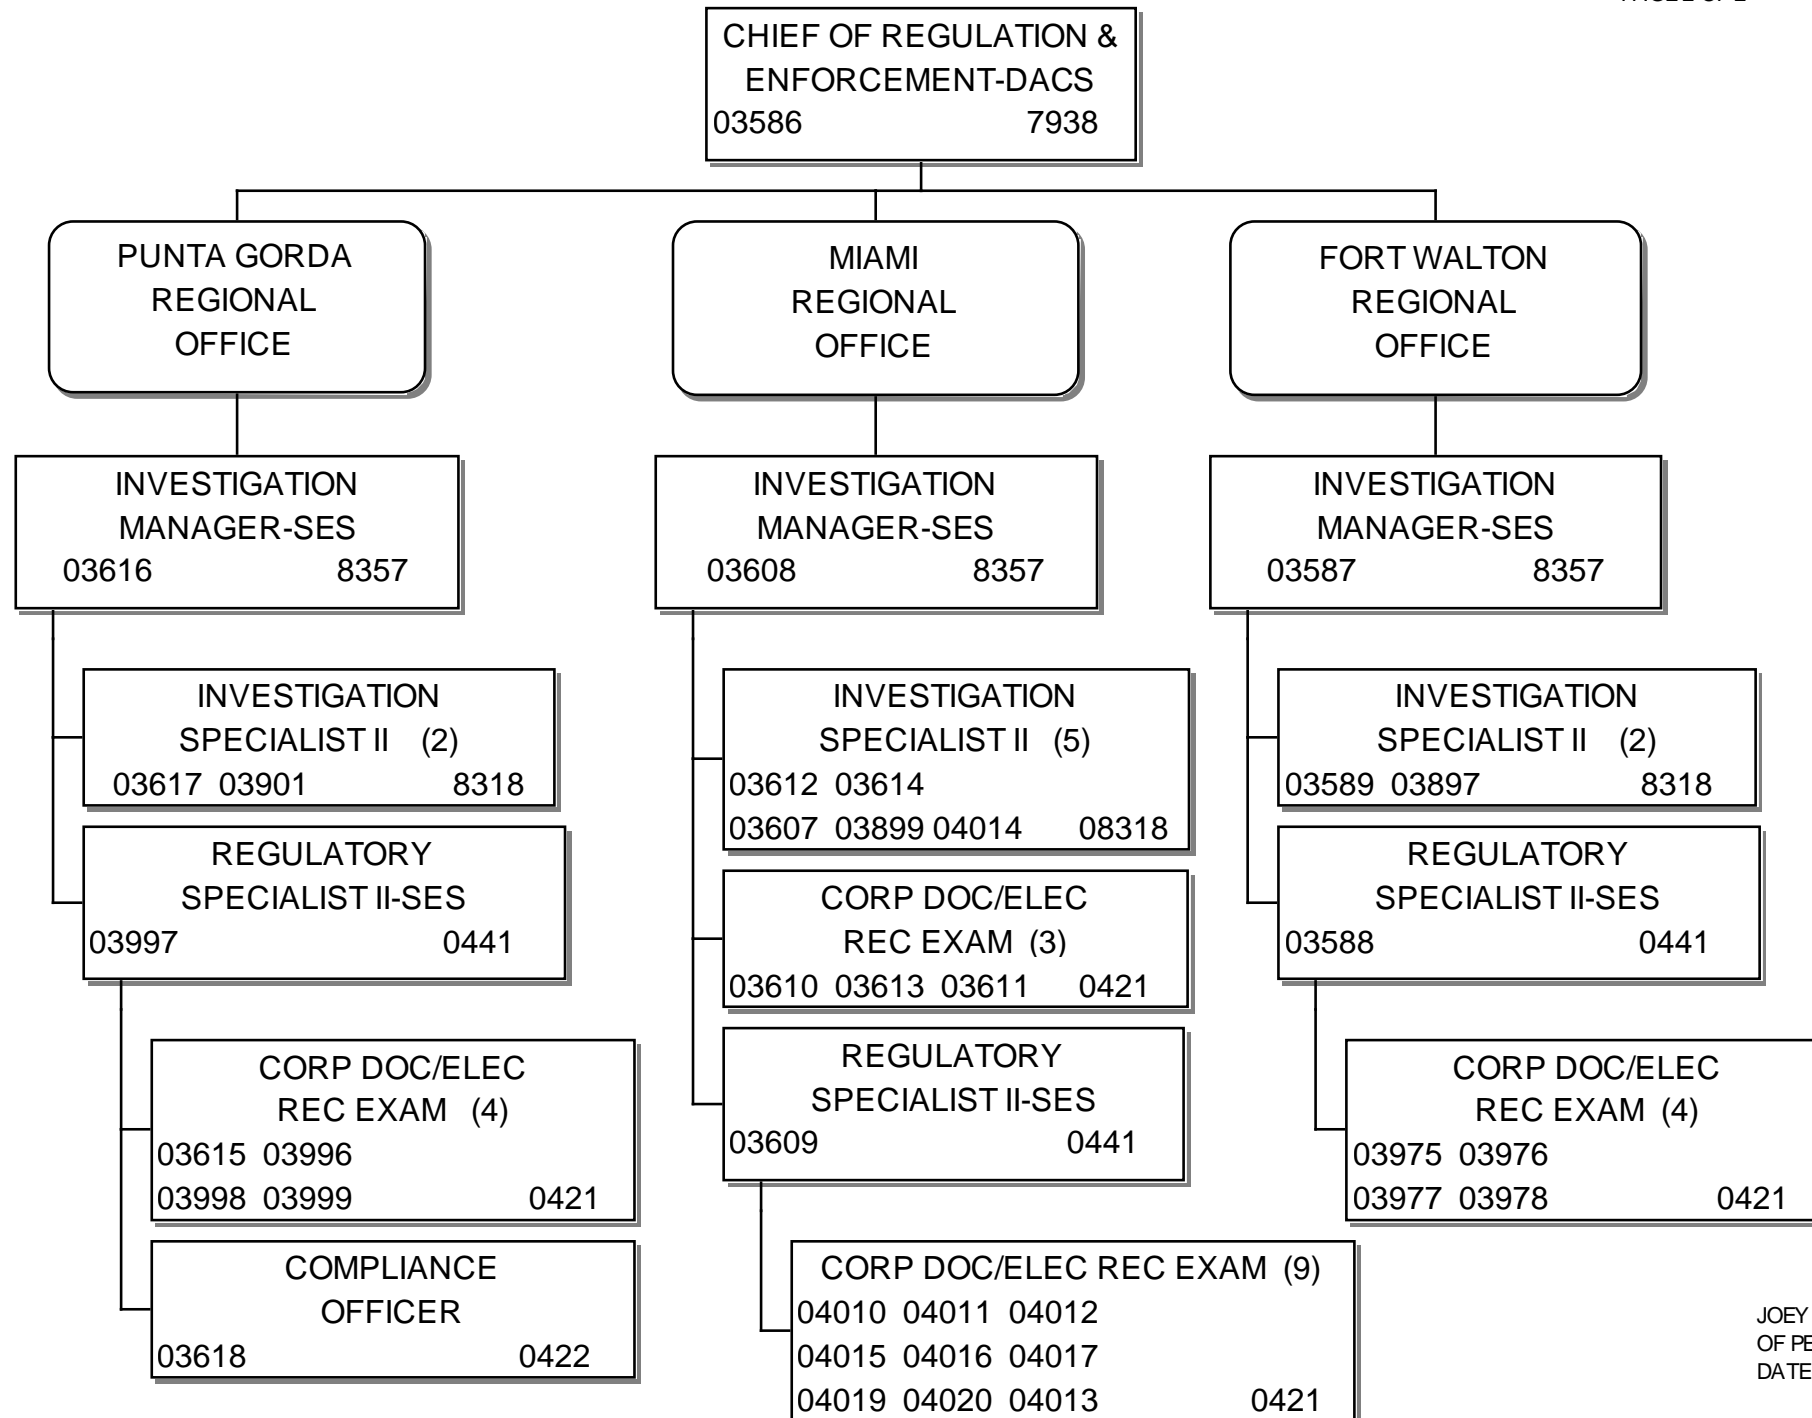 CHIEF OF REGULATION &
ENFORCEMENT-DACS
03586 7938
PUNTA GORDA
REGIONAL
OFFICE
MIAMI
REGIONAL
OFFICE
FORT WALTON
REGIONAL
OFFICE
INVESTIGATION
MANAGER-SES
03616 8357
INVESTIGATION
MANAGER-SES
03608 8357
INVESTIGATION
MANAGER-SES
03587 8357
INVESTIGATION
SPECIALIST II (2)
03617 03901 8318
REGULATORY
SPECIALIST II-SES
03997 0441
CORP DOC/ELEC
REC EXAM (4)
03615 03996
03998 03999 0421
COMPLIANCE
OFFICER
03618 0422
INVESTIGATION
SPECIALIST II (5)
03612 03614
03607 03899 04014 08318
CORP DOC/ELEC
REC EXAM (3)
03610 03613 03611 0421
REGULATORY
SPECIALIST II-SES
03609 0441
CORP DOC/ELEC REC EXAM (9)
04010 04011 04012
04015 04016 04017
04019 04020 04013 0421
INVESTIGATION
SPECIALIST II (2)
03589 03897 8318
REGULATORY
SPECIALIST II-SES
03588 0441
CORP DOC/ELEC
REC EXAM (4)
03975 03976
03977 03978 0421
JOEY
OF PE
DATE